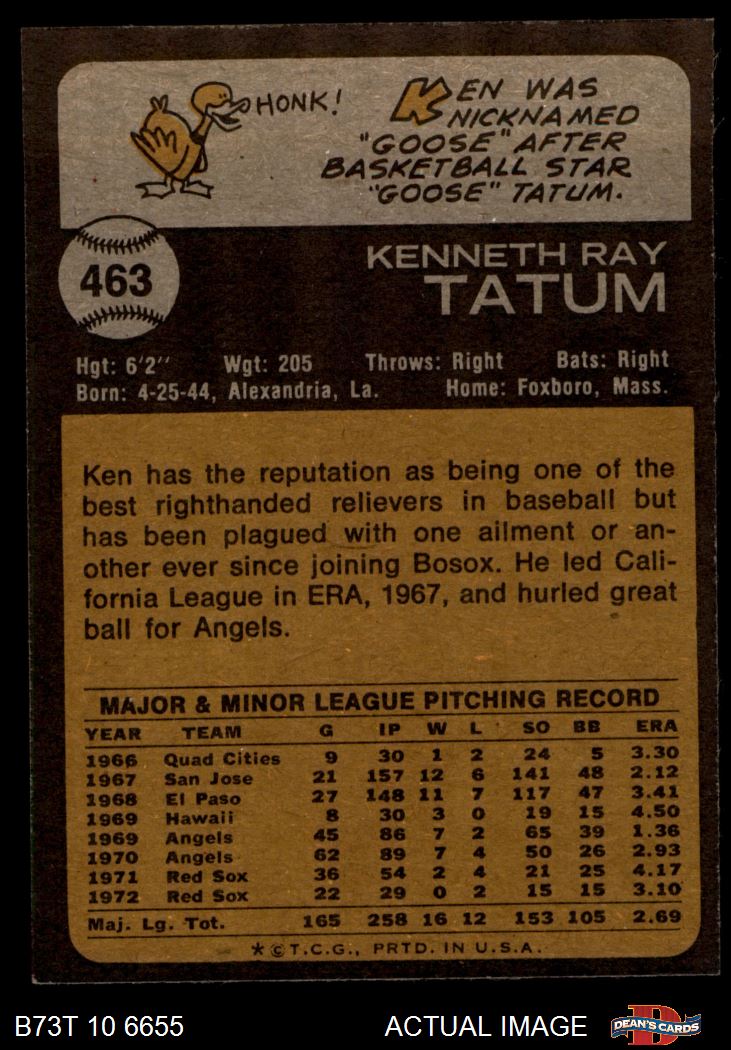 HONK!
KEN WAS
NICKNAMED
"GOOSE" AFTER
BASKETBALL STAR
"GOOSE" TATUM.
463
KENNETH RAY
TATUM
Hgt: 6'2" Wgt: 205 Throws: Right Bats: Right
Born: 4-25-44, Alexandria, La. Home: Foxboro, Mass.
Ken has the reputation as being one of the
best righthanded relievers in baseball but
has been plagued with one ailment or an-
other ever since joining Bosox. He led Cali-
fornia League in ERA, 1967, and hurled great
ball for Angels.
MAJOR & MINOR LEAGUE PITCHING RECORD
YEAR TEAM G IP W L SO BB ERA
1966 Quad Cities 9 30 1 2 24 5 3.30
1967 San Jose 21 157 12 6 141 48 2.12
1968 El Paso 27 148 11 7 117 47 3.41
1969 Hawaii 8 30 3 0 19 15 4.50
1969 Angels 45 86 7 2 65 39 1.36
1970 Angels 62 89 7 4 50 26 2.93
1971 Red Sox 36 54 2 4 21 25 4.17
1972 Red Sox 22 29 0 2 15 15 3.10
Maj. Lg. Tot. 165 258 16 12 153 105 2.69
* © T.C.G., PRTD. IN U.S.A.
B73T 10 6655 ACTUAL IMAGE
D
DEAN'S CARDS